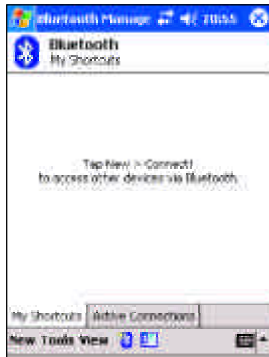 Bluetooth Manage 20:55
Bluetooth
My Shortcuts
Tap New > Connect!
to access other devices via Bluetooth.
My Shortcuts Active Connections
New Tools View